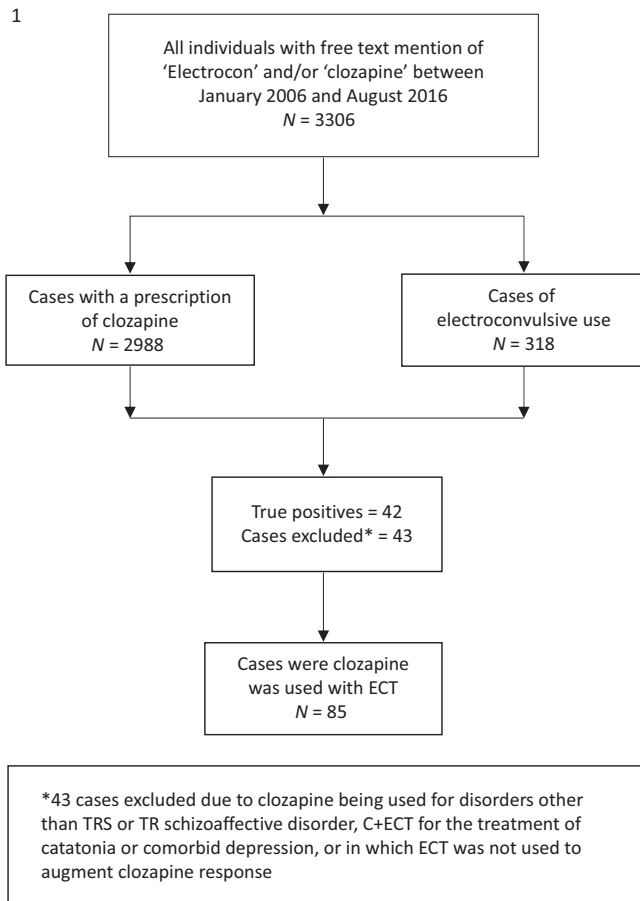 1
All individuals with free text mention of
‘Electrocon’ and/or ‘clozapine’ between
January 2006 and August 2016
N = 3306
Cases with a prescription
of clozapine
N = 2988
Cases of
electroconvulsive use
N = 318
True positives = 42
Cases excluded* = 43
Cases were clozapine
was used with ECT
N = 85
*43 cases excluded due to clozapine being used for disorders other
than TRS or TR schizoaffective disorder, C+ECT for the treatment of
catatonia or comorbid depression, or in which ECT was not used to
augment clozapine response